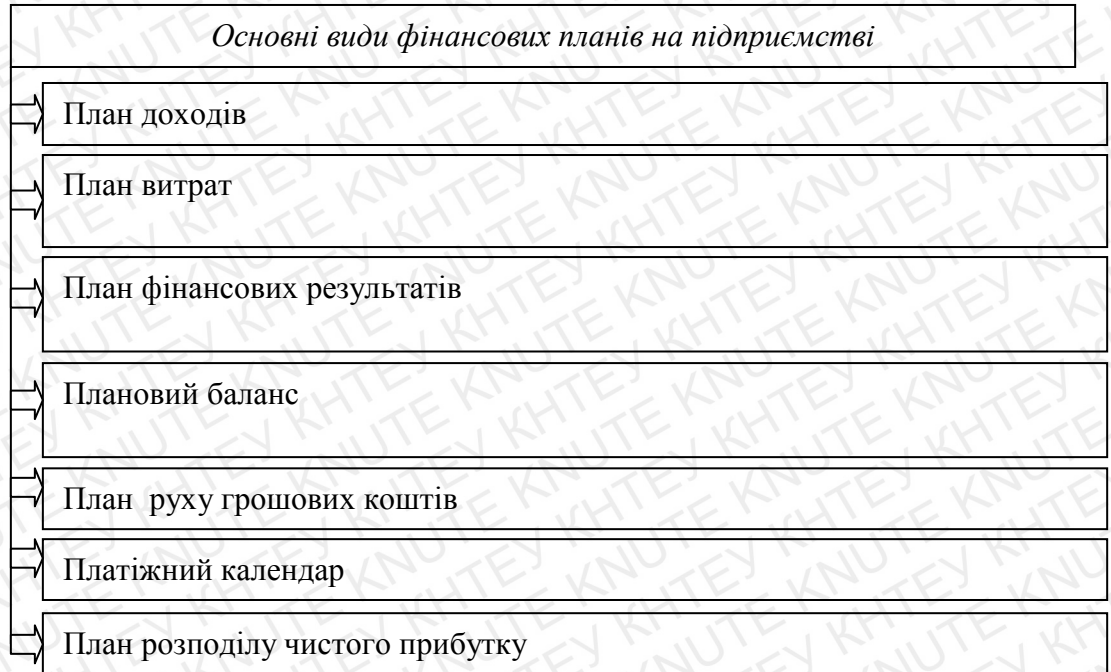 Основні види фінансових планів на підприємстві
План доходів
План витрат
План фінансових результатів
Плановий баланс
План руху грошових коштів
Платіжний календар
План розподілу чистого прибутку